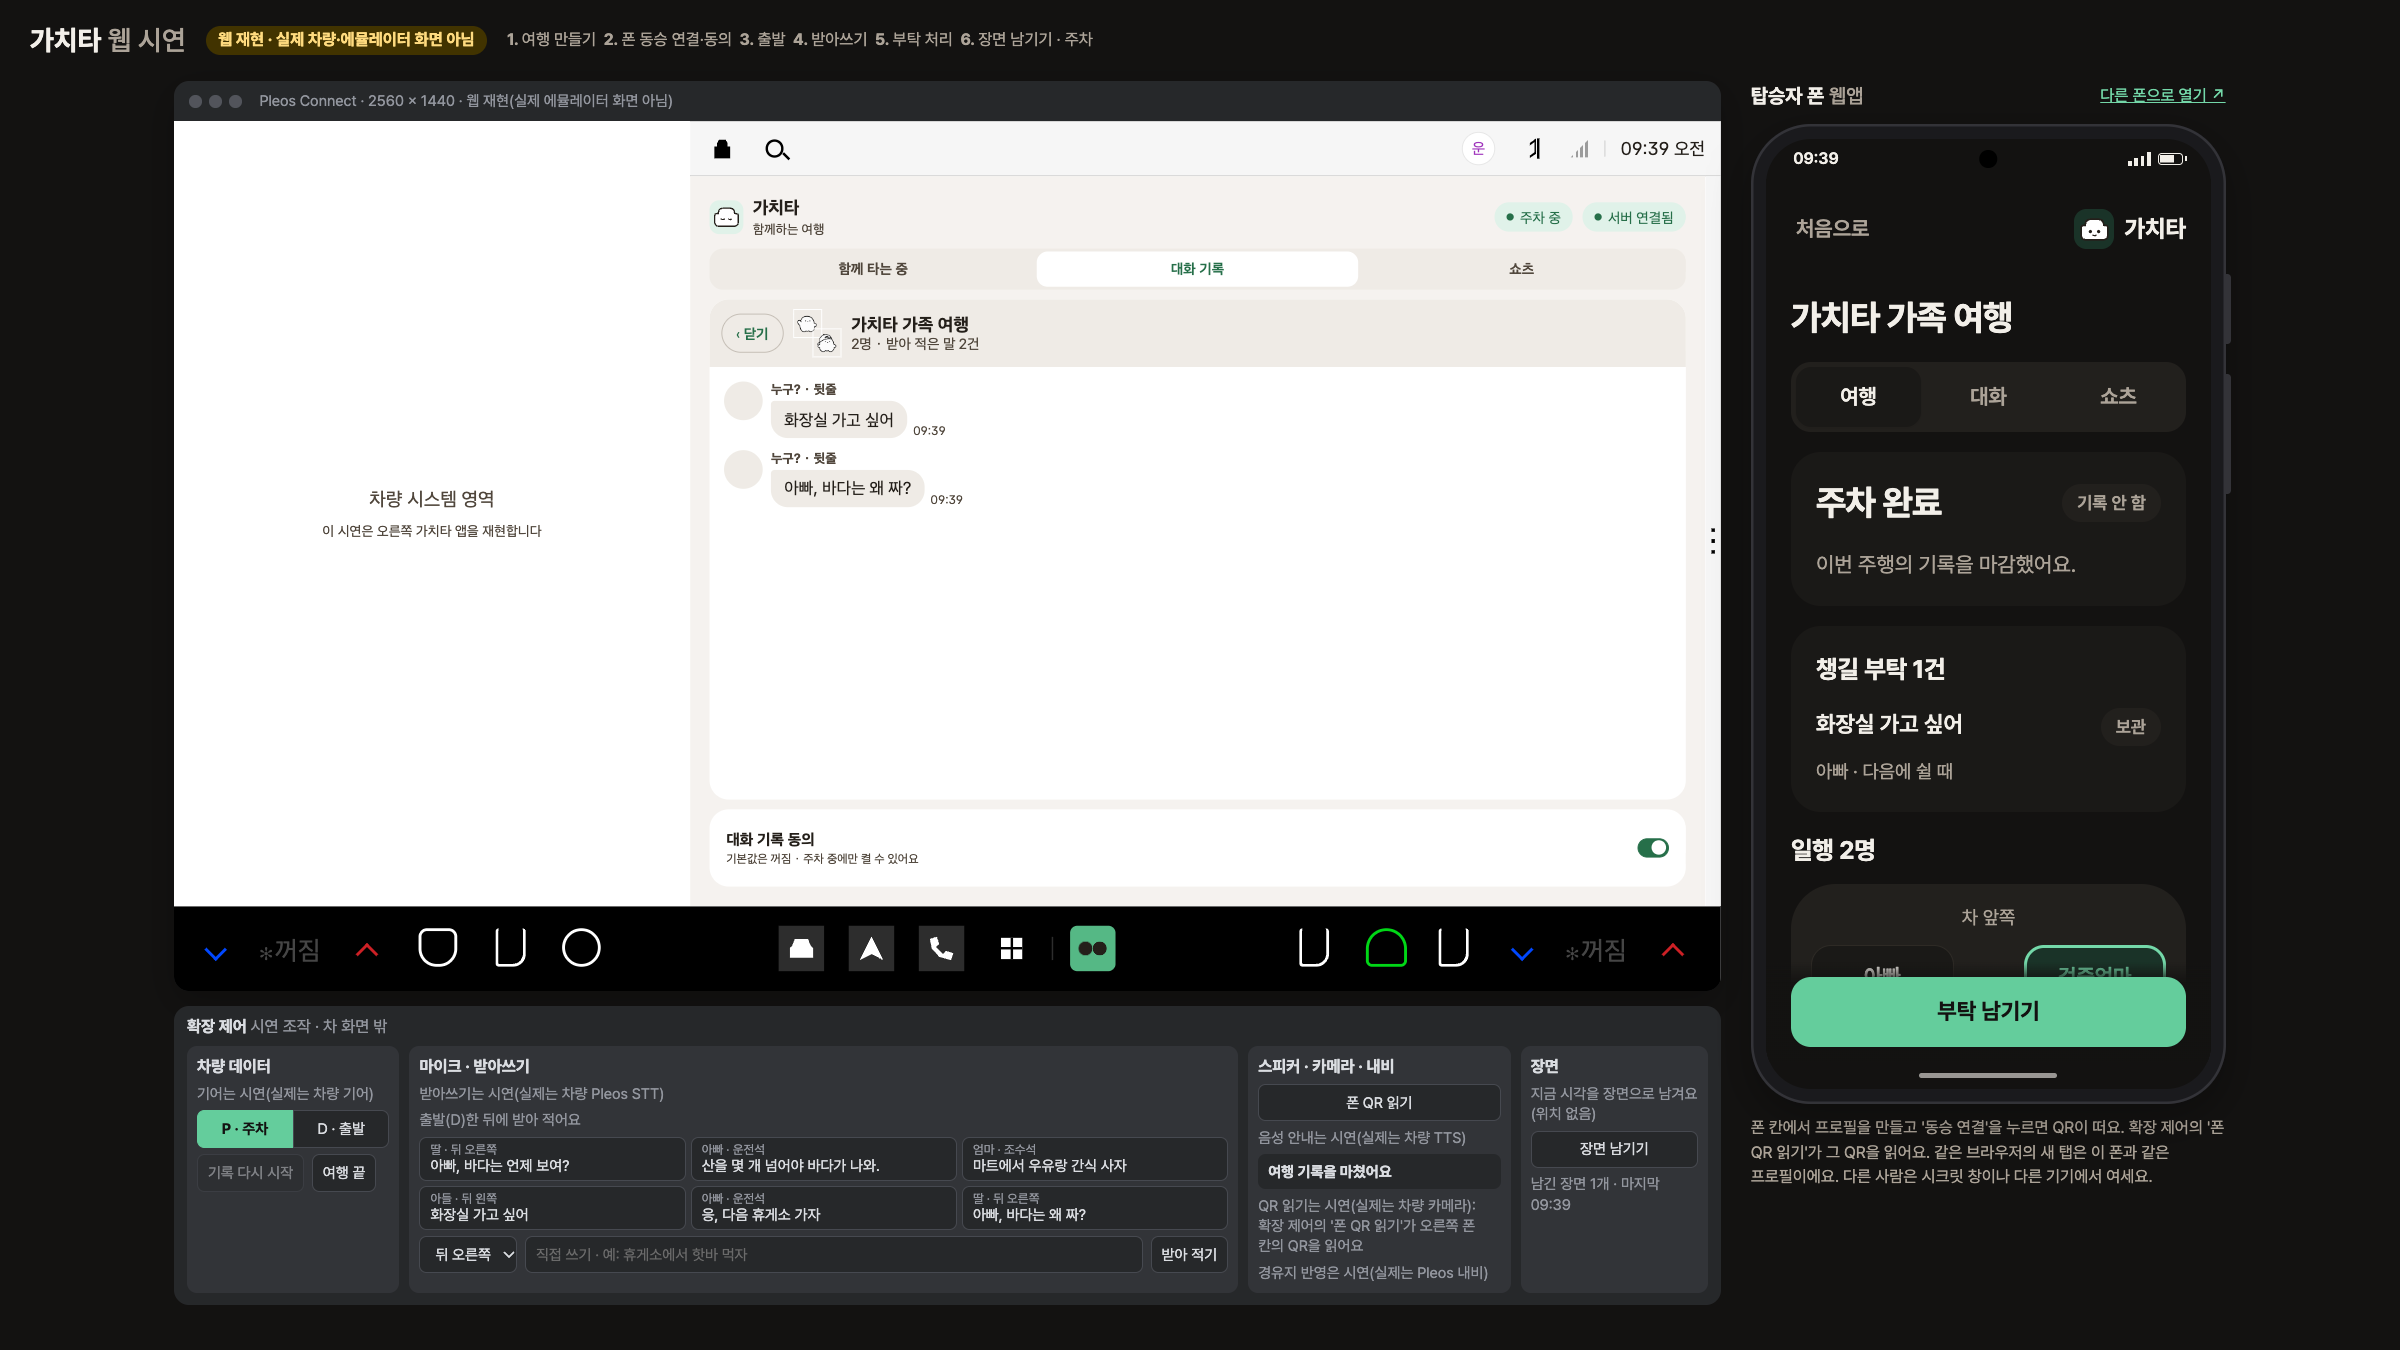 가치타 웹 시연
웹 재현 · 실제 차량·에뮬레이터 화면 아님
1. 여행 만들기 2. 폰 동승 연결·동의 3. 출발 4. 받아쓰기 5. 부탁 처리 6. 장면 남기기 · 주차
Pleos Connect · 2560 × 1440 · 웹 재현(실제 에뮬레이터 화면 아님)
차량 시스템 영역
이 시연은 오른쪽 가치타 앱을 재현합니다
운
09:39 오전
가치타
함께하는 여행
주차 중
서버 연결됨
함께 타는 중
대화 기록
쇼츠
‹ 닫기
가치타 가족 여행
2명 · 받아 적은 말 2건
누구? · 뒷줄
화장실 가고 싶어
09:39
누구? · 뒷줄
아빠, 바다는 왜 짜?
09:39
대화 기록 동의
기본값은 꺼짐 · 주차 중에만 켤 수 있어요
꺼짐
꺼짐
확장 제어 시연 조작 · 차 화면 밖
차량 데이터
기어는 시연(실제는 차량 기어)
P · 주차
D · 출발
기록 다시 시작
여행 끝
마이크 · 받아쓰기
받아쓰기는 시연(실제는 차량 Pleos STT)
출발(D)한 뒤에 받아 적어요
딸 · 뒤 오른쪽
아빠, 바다는 언제 보여?
아빠 · 운전석
산을 몇 개 넘어야 바다가 나와.
엄마 · 조수석
마트에서 우유랑 간식 사자
아들 · 뒤 왼쪽
화장실 가고 싶어
아빠 · 운전석
응, 다음 휴게소 가자
딸 · 뒤 오른쪽
아빠, 바다는 왜 짜?
뒤 오른쪽
직접 쓰기 · 예: 휴게소에서 핫바 먹자
받아 적기
스피커 · 카메라 · 내비
폰 QR 읽기
음성 안내는 시연(실제는 차량 TTS)
여행 기록을 마쳤어요
QR 읽기는 시연(실제는 차량 카메라):
확장 제어의 '폰 QR 읽기'가 오른쪽 폰
칸의 QR을 읽어요
경유지 반영은 시연(실제는 Pleos 내비)
장면
지금 시각을 장면으로 남겨요
(위치 없음)
장면 남기기
남긴 장면 1개 · 마지막
09:39
탑승자 폰 웹앱
다른 폰으로 열기 ↗
09:39
처음으로
가치타
가치타 가족 여행
여행
대화
쇼츠
주차 완료
기록 안 함
이번 주행의 기록을 마감했어요.
챙길 부탁 1건
화장실 가고 싶어
보관
아빠 · 다음에 쉴 때
일행 2명
차 앞쪽
아빠
부탁 남기기
폰 칸에서 프로필을 만들고 '동승 연결'을 누르면 QR이 떠요. 확장 제어의 '폰
QR 읽기'가 그 QR을 읽어요. 같은 브라우저의 새 탭은 이 폰과 같은
프로필이에요. 다른 사람은 시크릿 창이나 다른 기기에서 여세요.